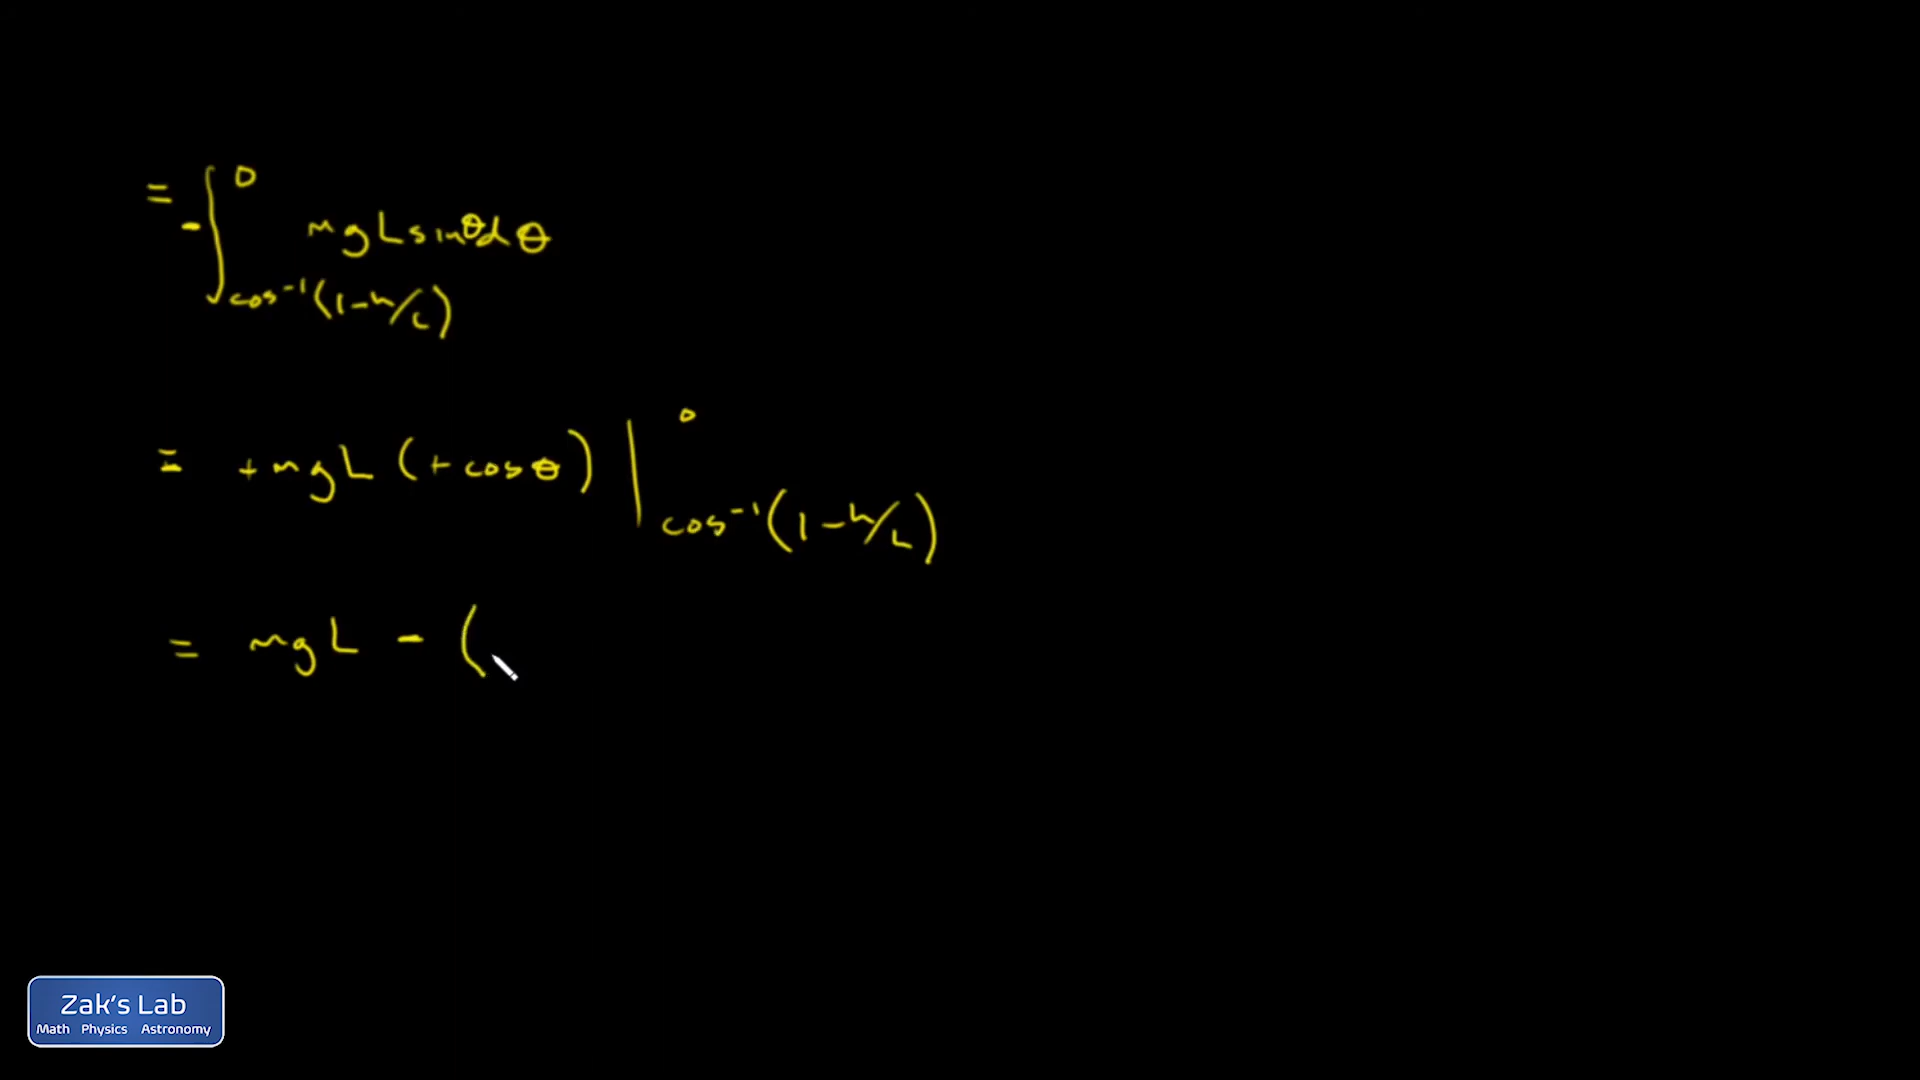 = -∫_{cos⁻¹(1-h/L)}^{0} mgL sinθ dθ
= +mgL (+cosθ) |_{cos⁻¹(1-h/L)}^{0}
= mgL - (
Zak's Lab
Math Physics Astronomy